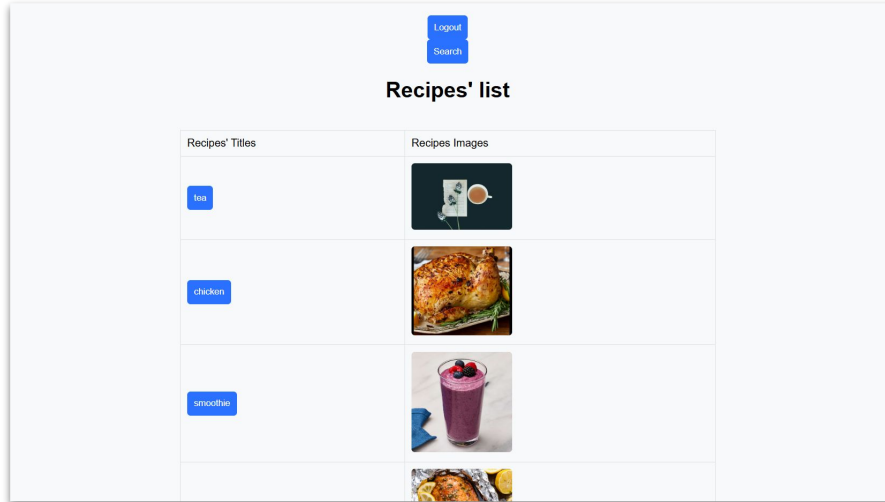 Logout
Search
Recipes' list
Recipes' Titles
Recipes Images
tea
chicken
smoothie